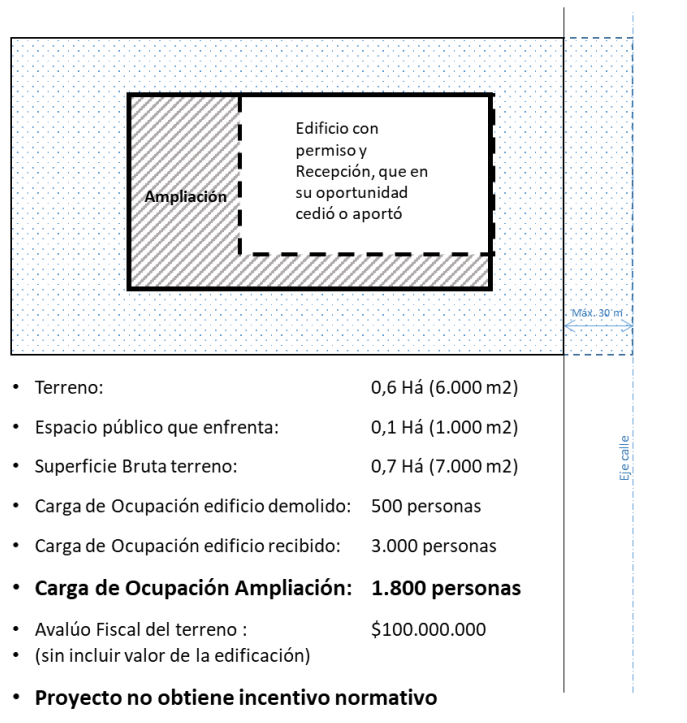 Edificio con
permiso y
Recepción, que en
su oportunidad
cedió o aportó
Ampliación
Máx. 30 m
Eje calle
• Terreno: 0,6 Há (6.000 m2)
• Espacio público que enfrenta: 0,1 Há (1.000 m2)
• Superficie Bruta terreno: 0,7 Há (7.000 m2)
• Carga de Ocupación edificio demolido: 500 personas
• Carga de Ocupación edificio recibido: 3.000 personas
• Carga de Ocupación Ampliación: 1.800 personas
• Avalúo Fiscal del terreno : $100.000.000
• (sin incluir valor de la edificación)
• Proyecto no obtiene incentivo normativo